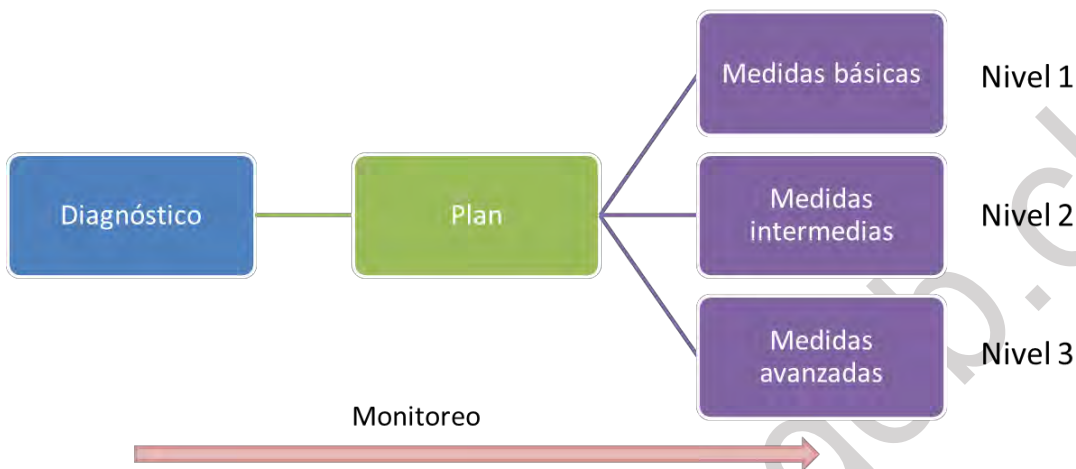 Medidas básicas
Nivel 1
Diagnóstico
Plan
Medidas
intermedias
Nivel 2
Medidas
avanzadas
Nivel 3
Monitoreo